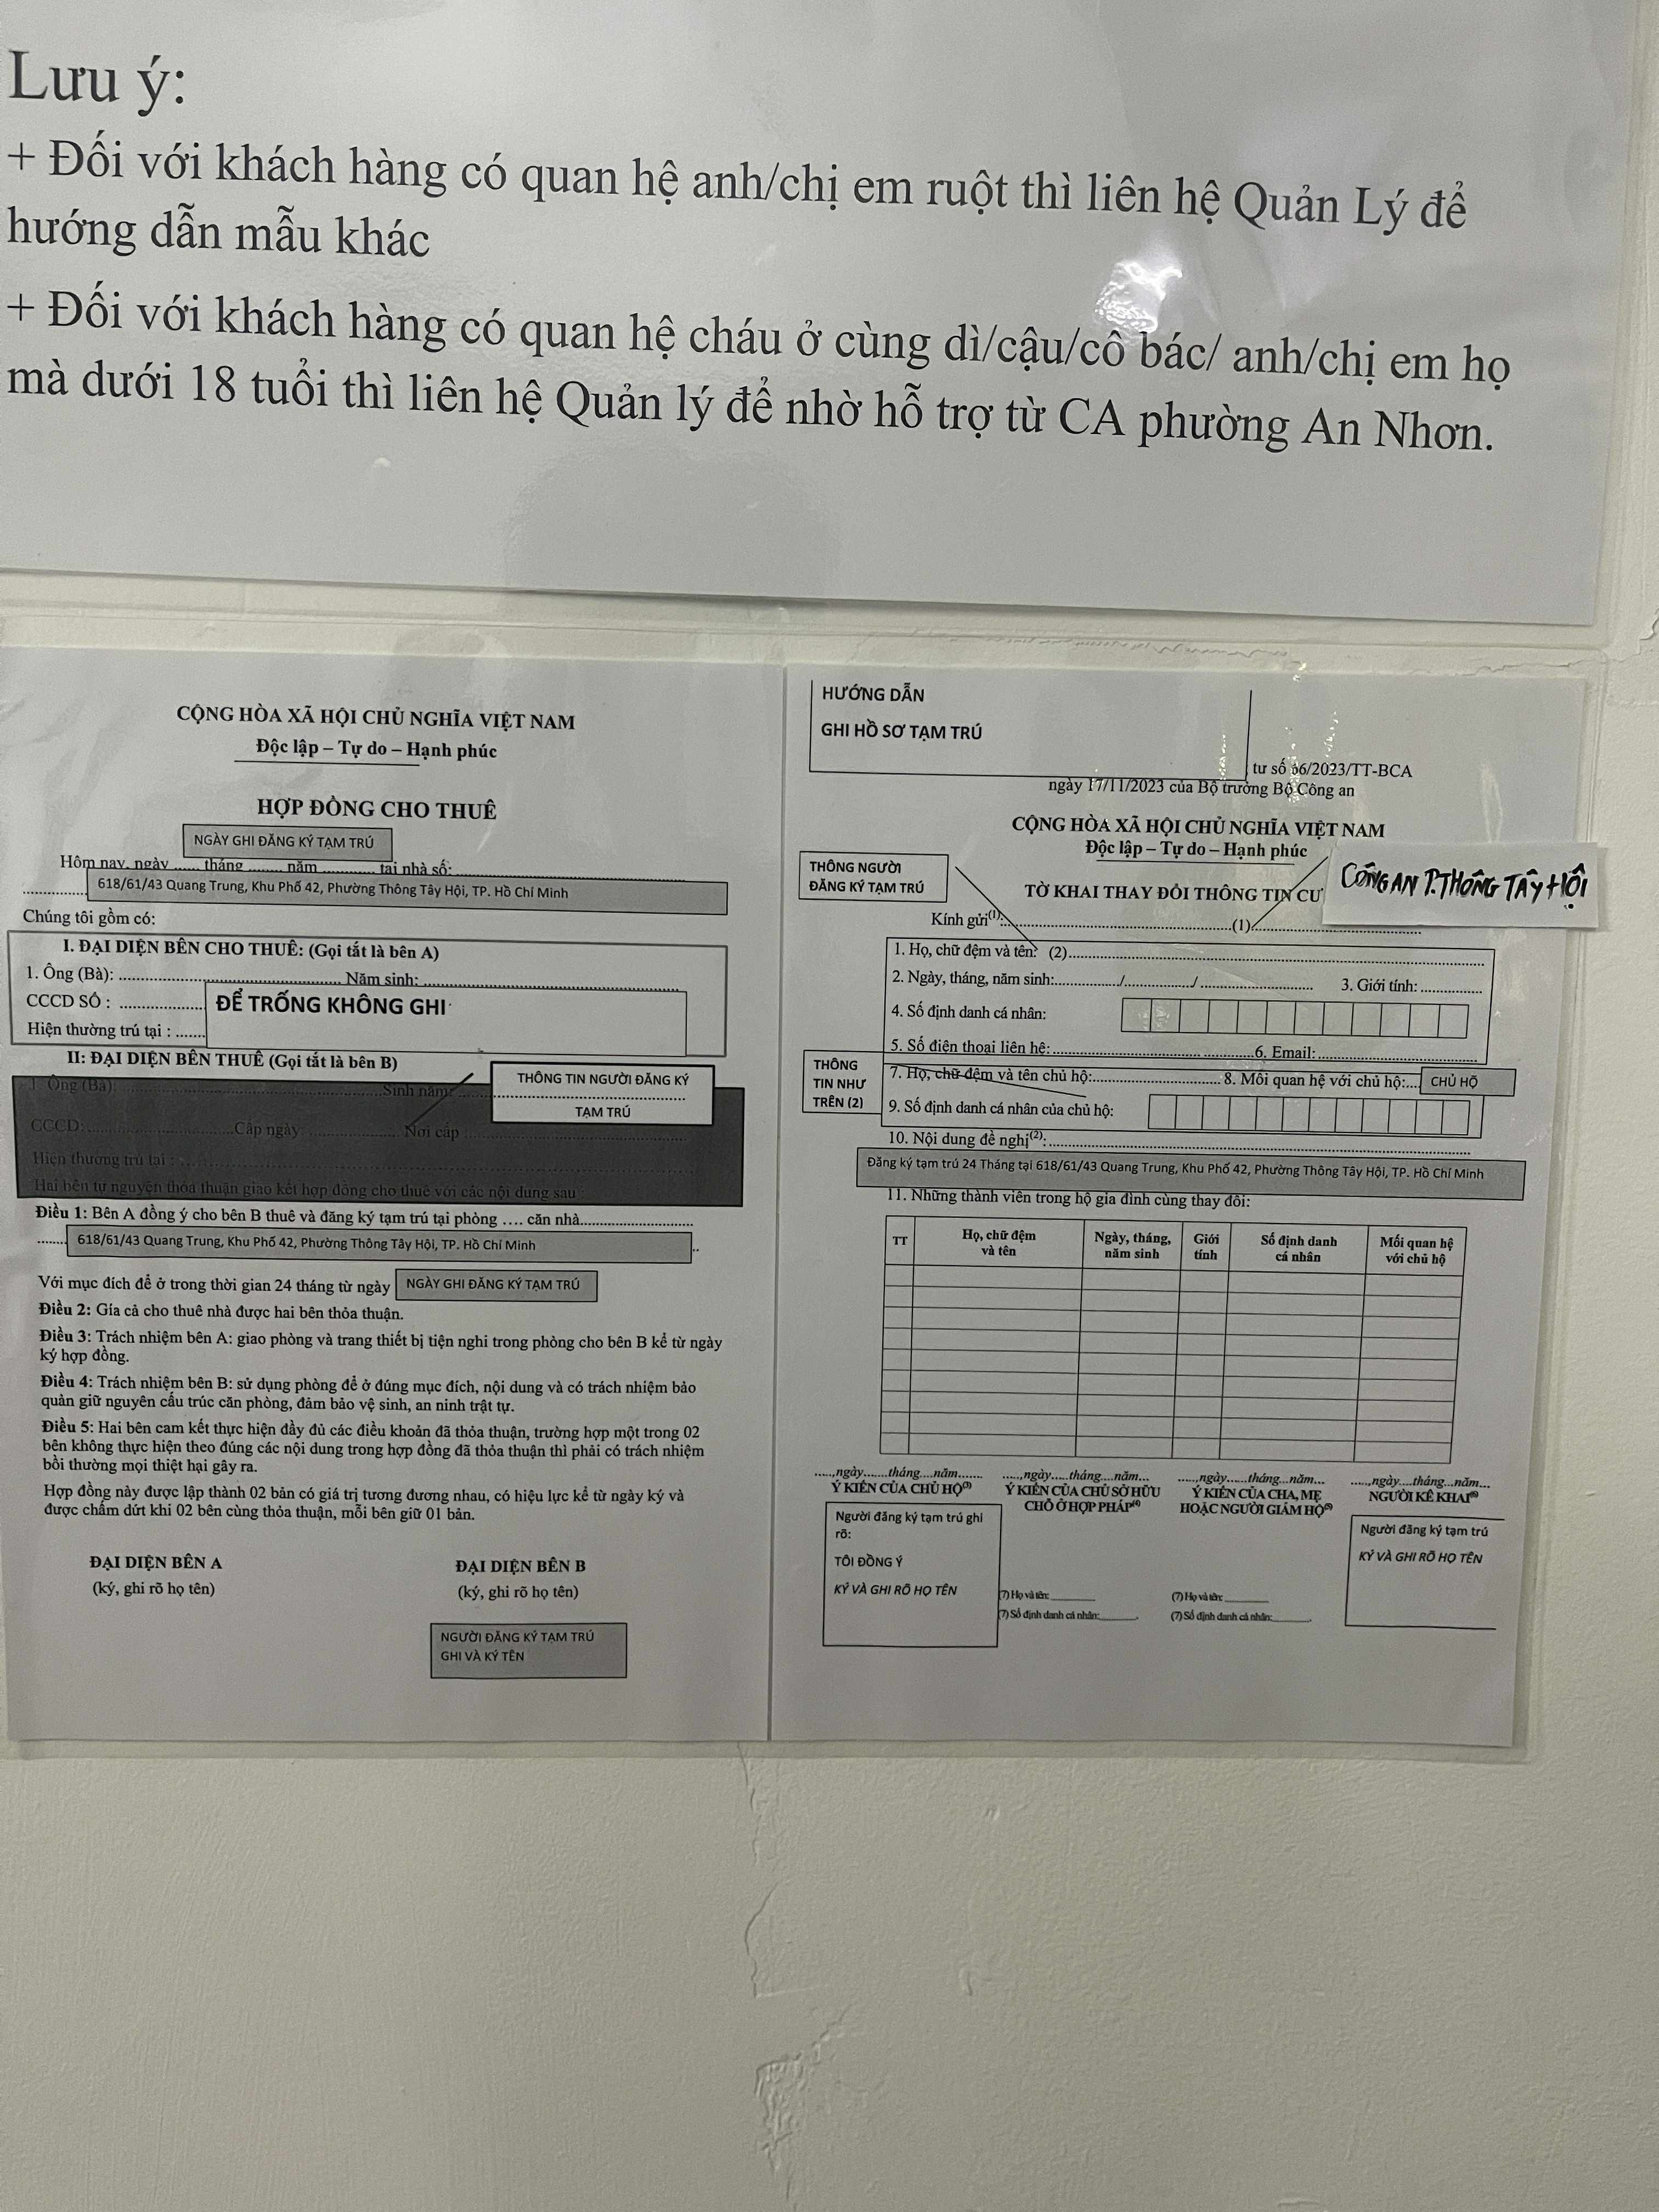 Lưu ý:
+ Đối với khách hàng có quan hệ anh/chị em ruột thì liên hệ Quản Lý để
hướng dẫn mẫu khác
+ Đối với khách hàng có quan hệ cháu ở cùng dì/cậu/cô bác/ anh/chị em họ
mà dưới 18 tuổi thì liên hệ Quản lý để nhờ hỗ trợ từ CA phường An Nhơn.
CỘNG HÒA XÃ HỘI CHỦ NGHĨA VIỆT NAM
Độc lập – Tự do – Hạnh phúc
HỢP ĐỒNG CHO THUÊ
NGÀY GHI ĐĂNG KÝ TẠM TRÚ
Hôm nay, ngày ...... tháng ....... năm ........... tại nhà số:...............
618/61/43 Quang Trung, Khu Phố 42, Phường Thông Tây Hội, TP. Hồ Chí Minh
Chúng tôi gồm có:
I. ĐẠI DIỆN BÊN CHO THUÊ: (Gọi tắt là bên A)
1. Ông (Bà): ............................ Năm sinh: ............................
CCCD SỐ : ..............
ĐỂ TRỐNG KHÔNG GHI
Hiện thường trú tại : .......
II: ĐẠI DIỆN BÊN THUÊ (Gọi tắt là bên B)
1. Ông (Bà):..............................Sinh năm:
THÔNG TIN NGƯỜI ĐĂNG KÝ
TẠM TRÚ
CCCD:.....................Cấp ngày...............Nơi cấp :....................
Hiện thường trú tại :........................
Hai bên tự nguyện thỏa thuận giao kết hợp đồng cho thuê với các nội dung sau :
Điều 1: Bên A đồng ý cho bên B thuê và đăng ký tạm trú tại phòng .... căn nhà.................
618/61/43 Quang Trung, Khu Phố 42, Phường Thông Tây Hội, TP. Hồ Chí Minh
Với mục đích để ở trong thời gian 24 tháng từ ngày NGÀY GHI ĐĂNG KÝ TẠM TRÚ
Điều 2: Gía cả cho thuê nhà được hai bên thỏa thuận.
Điều 3: Trách nhiệm bên A: giao phòng và trang thiết bị tiện nghi trong phòng cho bên B kể từ ngày
ký hợp đồng.
Điều 4: Trách nhiệm bên B: sử dụng phòng để ở đúng mục đích, nội dung và có trách nhiệm bảo
quản giữ nguyên cấu trúc căn phòng, đảm bảo vệ sinh, an ninh trật tự.
Điều 5: Hai bên cam kết thực hiện đầy đủ các điều khoản đã thỏa thuận, trường hợp một trong 02
bên không thực hiện theo đúng các nội dung trong hợp đồng đã thỏa thuận thì phải có trách nhiệm
bồi thường mọi thiệt hại gây ra.
Hợp đồng này được lập thành 02 bản có giá trị tương đương nhau, có hiệu lực kể từ ngày ký và
được chấm dứt khi 02 bên cùng thỏa thuận, mỗi bên giữ 01 bản.
ĐẠI DIỆN BÊN A
(ký, ghi rõ họ tên)
ĐẠI DIỆN BÊN B
(ký, ghi rõ họ tên)
NGƯỜI ĐĂNG KÝ TẠM TRÚ
GHI VÀ KÝ TÊN
HƯỚNG DẪN
GHI HỒ SƠ TẠM TRÚ
tư số 66/2023/TT-BCA
ngày 17/11/2023 của Bộ trưởng Bộ Công an
CỘNG HÒA XÃ HỘI CHỦ NGHĨA VIỆT NAM
Độc lập – Tự do – Hạnh phúc
THÔNG NGƯỜI
ĐĂNG KÝ TẠM TRÚ
TỜ KHAI THAY ĐỔI THÔNG TIN CƯ
CÔNG AN P.THÔNG TÂY HỘI
Kính gửi(1):..............................(1)....................
1. Họ, chữ đệm và tên: (2)..............................
2. Ngày, tháng, năm sinh:............./............/ .................... 3. Giới tính: .............
4. Số định danh cá nhân:
5. Số điện thoại liên hệ:.............................6. Email:............................
THÔNG
TIN NHƯ
TRÊN (2)
7. Họ, chữ đệm và tên chủ hộ:.......................8. Mối quan hệ với chủ hộ:... CHỦ HỘ
9. Số định danh cá nhân của chủ hộ:
10. Nội dung đề nghị(2):..............................
Đăng ký tạm trú 24 Tháng tại 618/61/43 Quang Trung, Khu Phố 42, Phường Thông Tây Hội, TP. Hồ Chí Minh
11. Những thành viên trong hộ gia đình cùng thay đổi:
TT
Họ, chữ đệm
và tên
Ngày, tháng,
năm sinh
Giới
tính
Số định danh
cá nhân
Mối quan hệ
với chủ hộ
.....,ngày.......tháng....năm.......
Ý KIẾN CỦA CHỦ HỘ(3)
Người đăng ký tạm trú ghi
rõ:
TÔI ĐỒNG Ý
KÝ VÀ GHI RÕ HỌ TÊN
.....,ngày.....tháng....năm...
Ý KIẾN CỦA CHỦ SỞ HỮU
CHỖ Ở HỢP PHÁP(4)
(7) Họ và tên:
(7) Số định danh cá nhân:
.....,ngày......tháng...năm...
Ý KIẾN CỦA CHA, MẸ
HOẶC NGƯỜI GIÁM HỘ(5)
(7) Họ và tên:
(7) Số định danh cá nhân:
.....,ngày....tháng...năm...
NGƯỜI KÊ KHAI(6)
Người đăng ký tạm trú
KÝ VÀ GHI RÕ HỌ TÊN